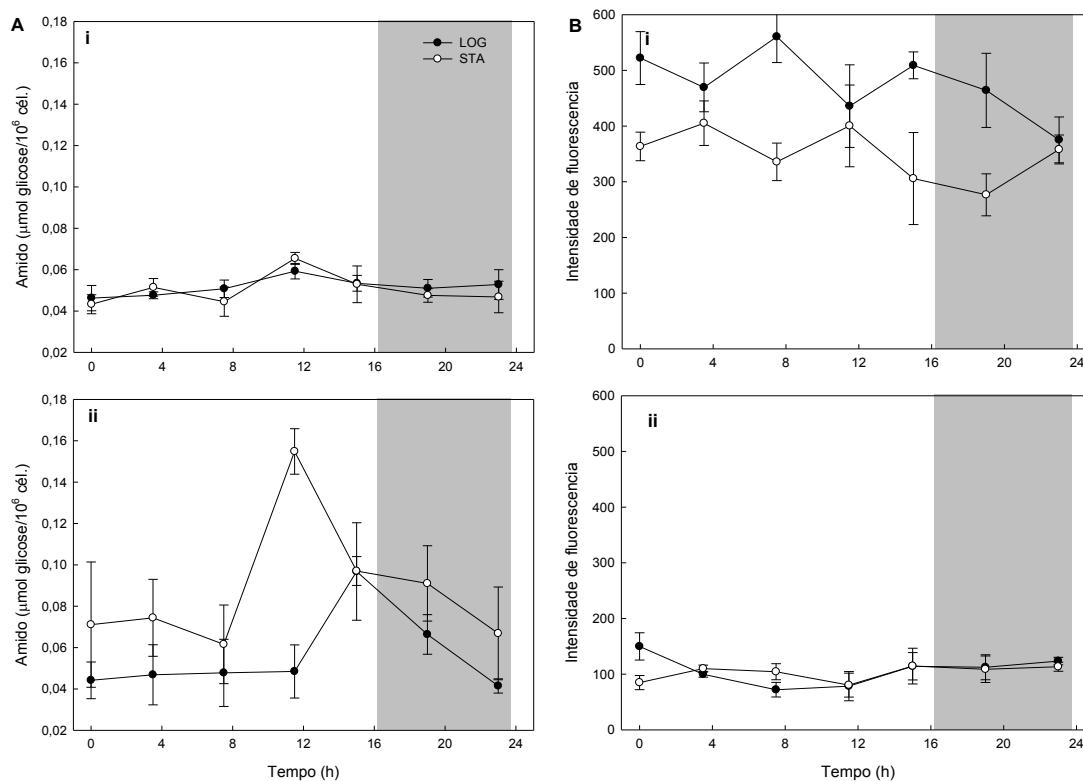 A
i
LOG
STA
0,18
0,16
0,14
0,12
0,10
0,08
0,06
0,04
0,02
Amido (μmol glicose/10⁶ cél.)
0 4 8 12 16 20 24
B
i
600
500
400
300
200
100
0
Intensidade de fluorescencia
0 4 8 12 16 20 24
ii
0,18
0,16
0,14
0,12
0,10
0,08
0,06
0,04
0,02
Amido (μmol glicose/10⁶ cél.)
0 4 8 12 16 20 24
Tempo (h)
ii
600
500
400
300
200
100
0
Intensidade de fluorescencia
0 4 8 12 16 20 24
Tempo (h)